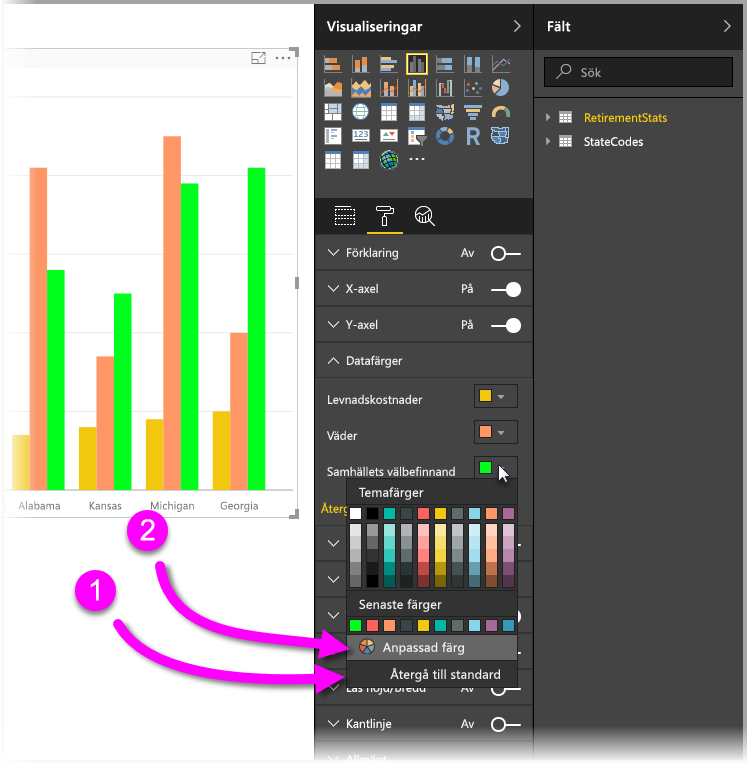 Visualiseringar
Fält
Sök
RetirementStats
StateCodes
123
R
Förklaring Av
X-axel På
Y-axel På
Datafärger
Levnadskostnader
Väder
Samhällets välbefinnand
Temafärger
Återg
Senaste färger
Anpassad färg
Återgå till standard
Lås höjd/bredd Av
Kantlinje Av
Allmänt
Alabama Kansas Michigan Georgia
2
1